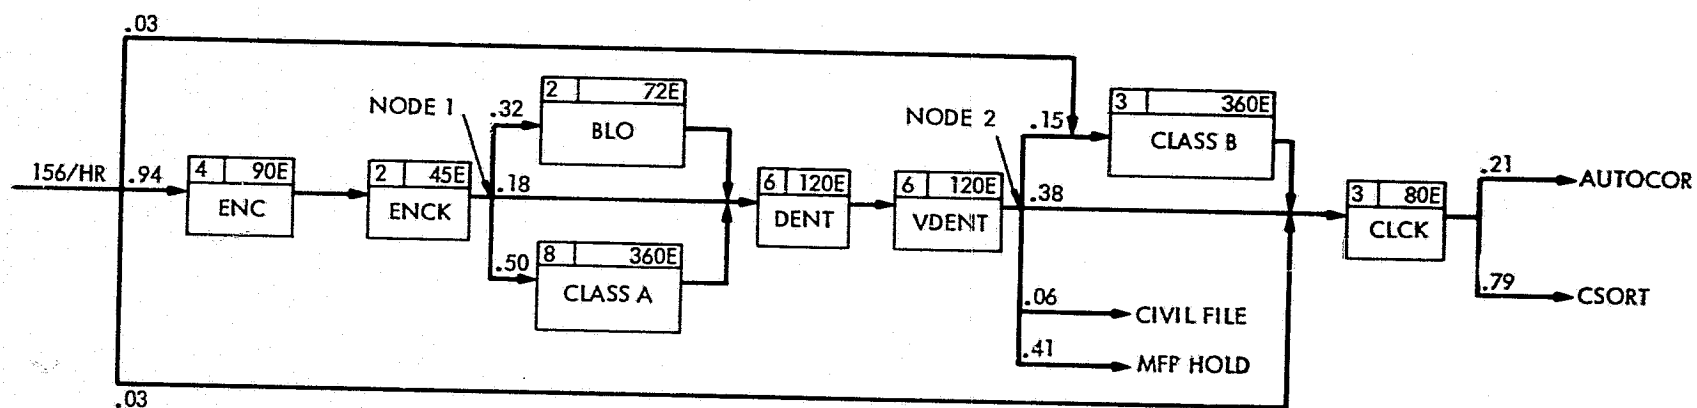 .03
156/HR
.94
4 90E
ENC
2 45E
ENCK
NODE 1
.32
2 72E
BLO
.18
.50
8 360E
CLASS A
6 120E
DENT
6 120E
VDENT
NODE 2
.15
3 360E
CLASS B
.38
.06
CIVIL FILE
.41
MFP HOLD
3 80E
CLCK
.21
AUTOCOR
.79
CSORT
.03